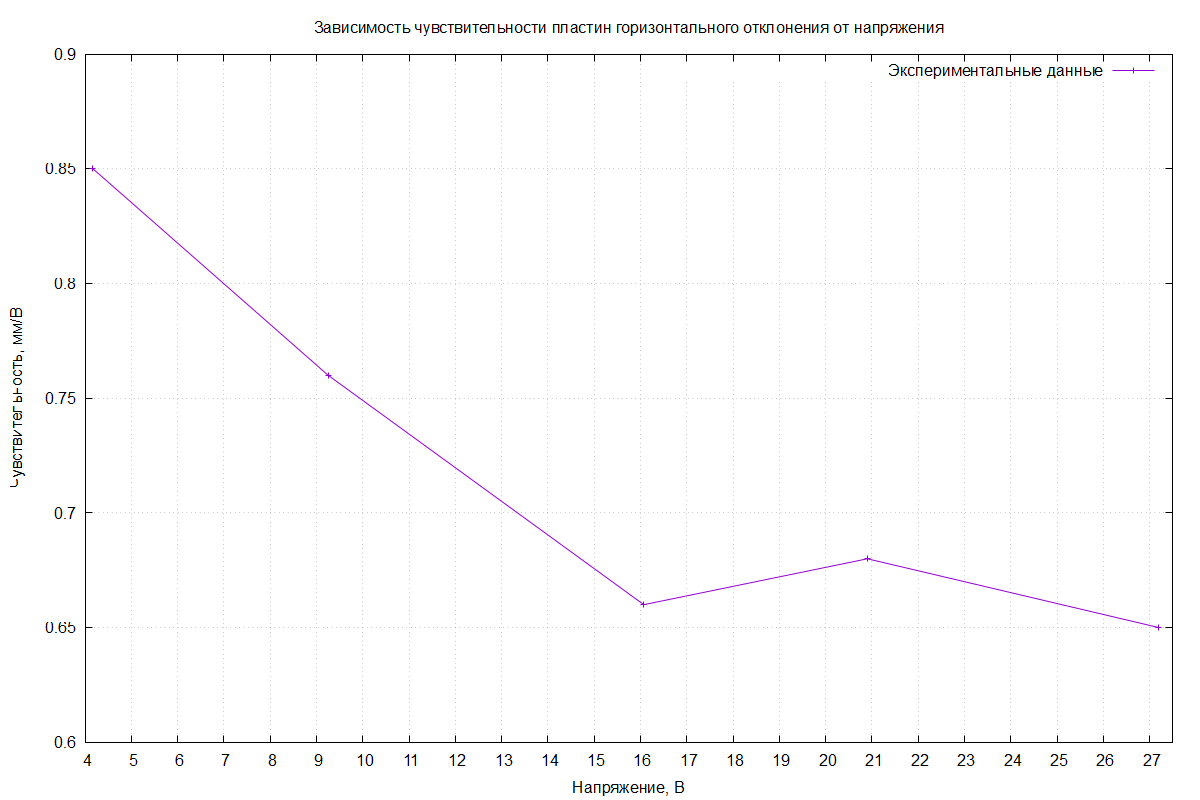 Зависимость чувствительности пластин горизонтального отклонения от напряжения
Экспериментальные данные
0.9
0.85
0.8
0.75
0.7
0.65
0.6
Чувствительность, мм/В
4 5 6 7 8 9 10 11 12 13 14 15 16 17 18 19 20 21 22 23 24 25 26 27
Напряжение, В